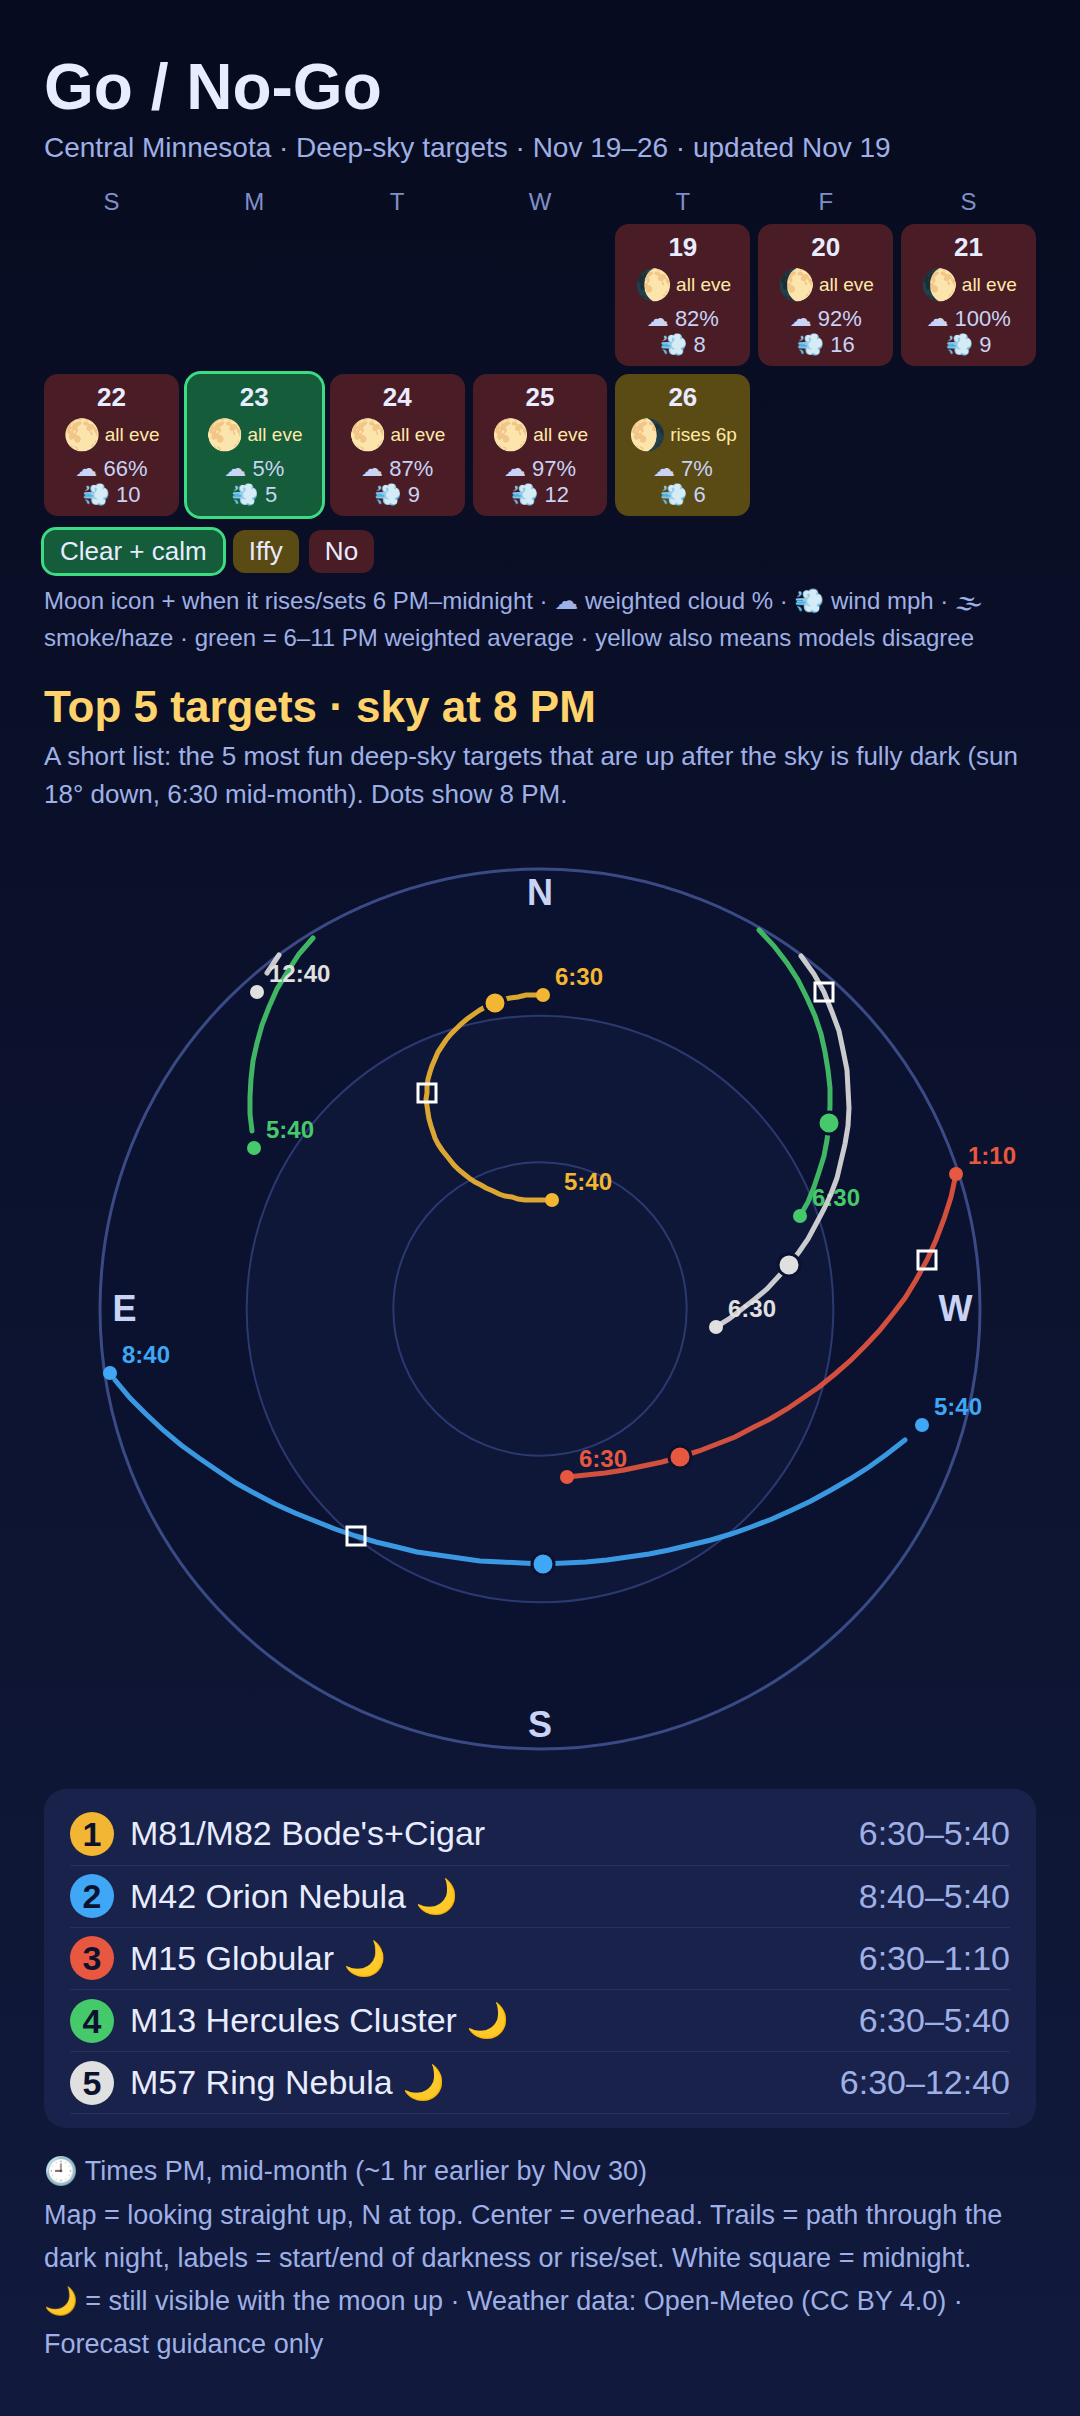 Go / No-Go
Central Minnesota · Deep-sky targets · Nov 19–26 · updated Nov 19
S M T W T F S
19 20 21
🌔 all eve 🌔 all eve 🌔 all eve
☁ 82% ☁ 92% ☁ 100%
💨 8 💨 16 💨 9
22 23 24 25 26
🌕 all eve 🌕 all eve 🌕 all eve 🌕 all eve 🌖 rises 6p
☁ 66% ☁ 5% ☁ 87% ☁ 97% ☁ 7%
💨 10 💨 5 💨 9 💨 12 💨 6
Clear + calm Iffy No
Moon icon + when it rises/sets 6 PM–midnight · ☁ weighted cloud % · 💨 wind mph · 🌫
smoke/haze · green = 6–11 PM weighted average · yellow also means models disagree
Top 5 targets · sky at 8 PM
A short list: the 5 most fun deep-sky targets that are up after the sky is fully dark (sun
18° down, 6:30 mid-month). Dots show 8 PM.
N
12:40
6:30
5:40
1:10
5:40
6:30
6:30
E
W
8:40
5:40
6:30
S
1 M81/M82 Bode's+Cigar 6:30–5:40
2 M42 Orion Nebula 🌙 8:40–5:40
3 M15 Globular 🌙 6:30–1:10
4 M13 Hercules Cluster 🌙 6:30–5:40
5 M57 Ring Nebula 🌙 6:30–12:40
🕘 Times PM, mid-month (~1 hr earlier by Nov 30)
Map = looking straight up, N at top. Center = overhead. Trails = path through the
dark night, labels = start/end of darkness or rise/set. White square = midnight.
🌙 = still visible with the moon up · Weather data: Open-Meteo (CC BY 4.0) ·
Forecast guidance only